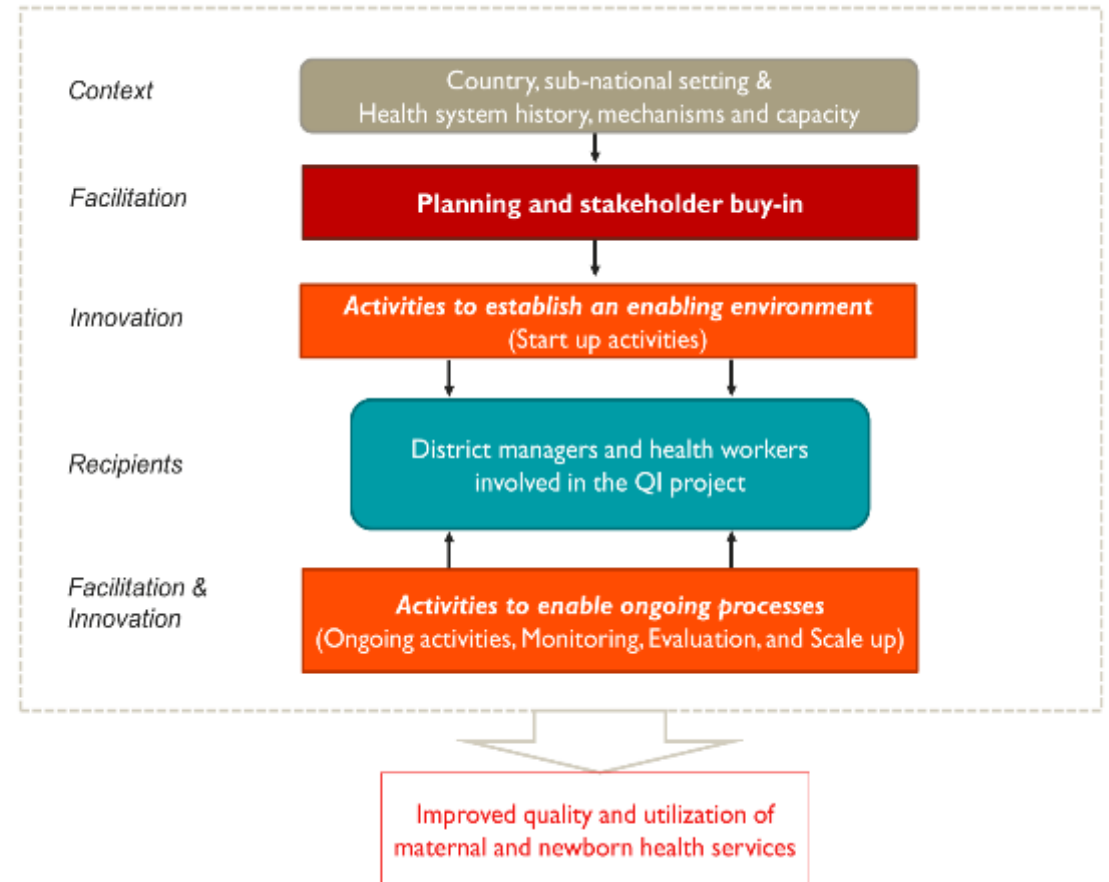 Context
Country, sub-national setting &
Health system history, mechanisms and capacity
Facilitation
Planning and stakeholder buy-in
Innovation
Activities to establish an enabling environment
(Start up activities)
Recipients
District managers and health workers
involved in the QI project
Facilitation &
Innovation
Activities to enable ongoing processes
(Ongoing activities, Monitoring, Evaluation, and Scale up)
Improved quality and utilization of
maternal and newborn health services